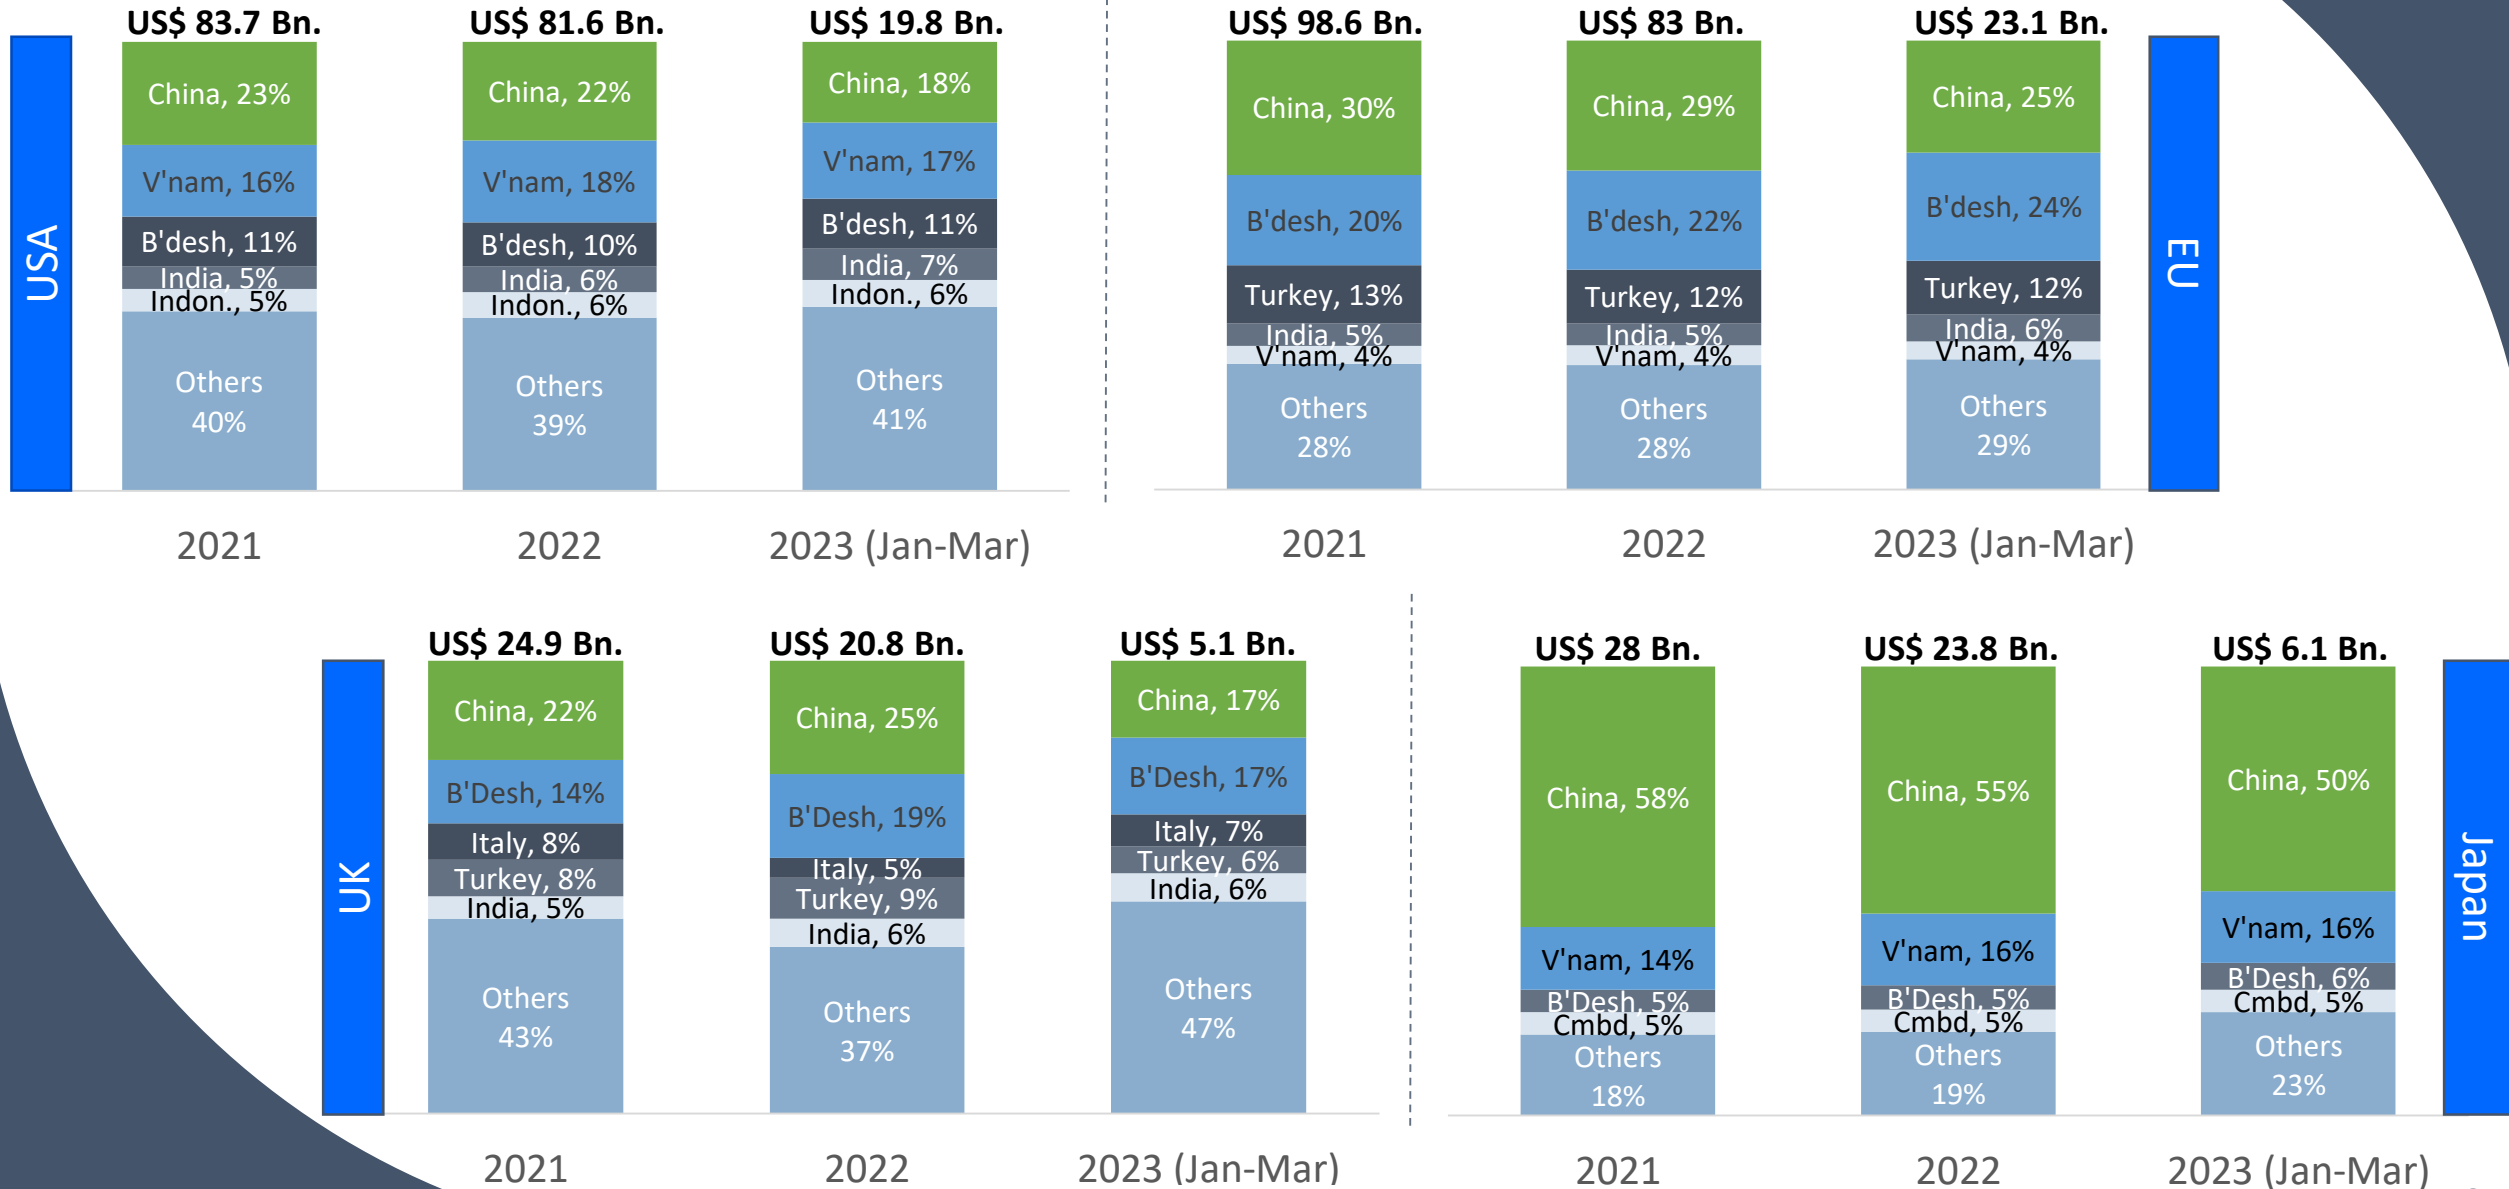 USA
US$ 83.7 Bn.
China, 23%
V'nam, 16%
B'desh, 11%
India, 5%
Indon., 5%
Others
40%
2021
US$ 81.6 Bn.
China, 22%
V'nam, 18%
B'desh, 10%
India, 6%
Indon., 6%
Others
39%
2022
US$ 19.8 Bn.
China, 18%
V'nam, 17%
B'desh, 11%
India, 7%
Indon., 6%
Others
41%
2023 (Jan-Mar)
US$ 98.6 Bn.
China, 30%
B'desh, 20%
Turkey, 13%
India, 5%
V'nam, 4%
Others
28%
2021
US$ 83 Bn.
China, 29%
B'desh, 22%
Turkey, 12%
India, 5%
V'nam, 4%
Others
28%
2022
US$ 23.1 Bn.
China, 25%
B'desh, 24%
Turkey, 12%
India, 6%
V'nam, 4%
Others
29%
2023 (Jan-Mar)
EU
UK
US$ 24.9 Bn.
China, 22%
B'Desh, 14%
Italy, 8%
Turkey, 8%
India, 5%
Others
43%
2021
US$ 20.8 Bn.
China, 25%
B'Desh, 19%
Italy, 5%
Turkey, 9%
India, 6%
Others
37%
2022
US$ 5.1 Bn.
China, 17%
B'Desh, 17%
Italy, 7%
Turkey, 6%
India, 6%
Others
47%
2023 (Jan-Mar)
US$ 28 Bn.
China, 58%
V'nam, 14%
B'Desh, 5%
Cmbd, 5%
Others
18%
2021
US$ 23.8 Bn.
China, 55%
V'nam, 16%
B'Desh, 5%
Cmbd, 5%
Others
19%
2022
US$ 6.1 Bn.
China, 50%
V'nam, 16%
B'Desh, 6%
Cmbd, 5%
Others
23%
2023 (Jan-Mar)
Japan